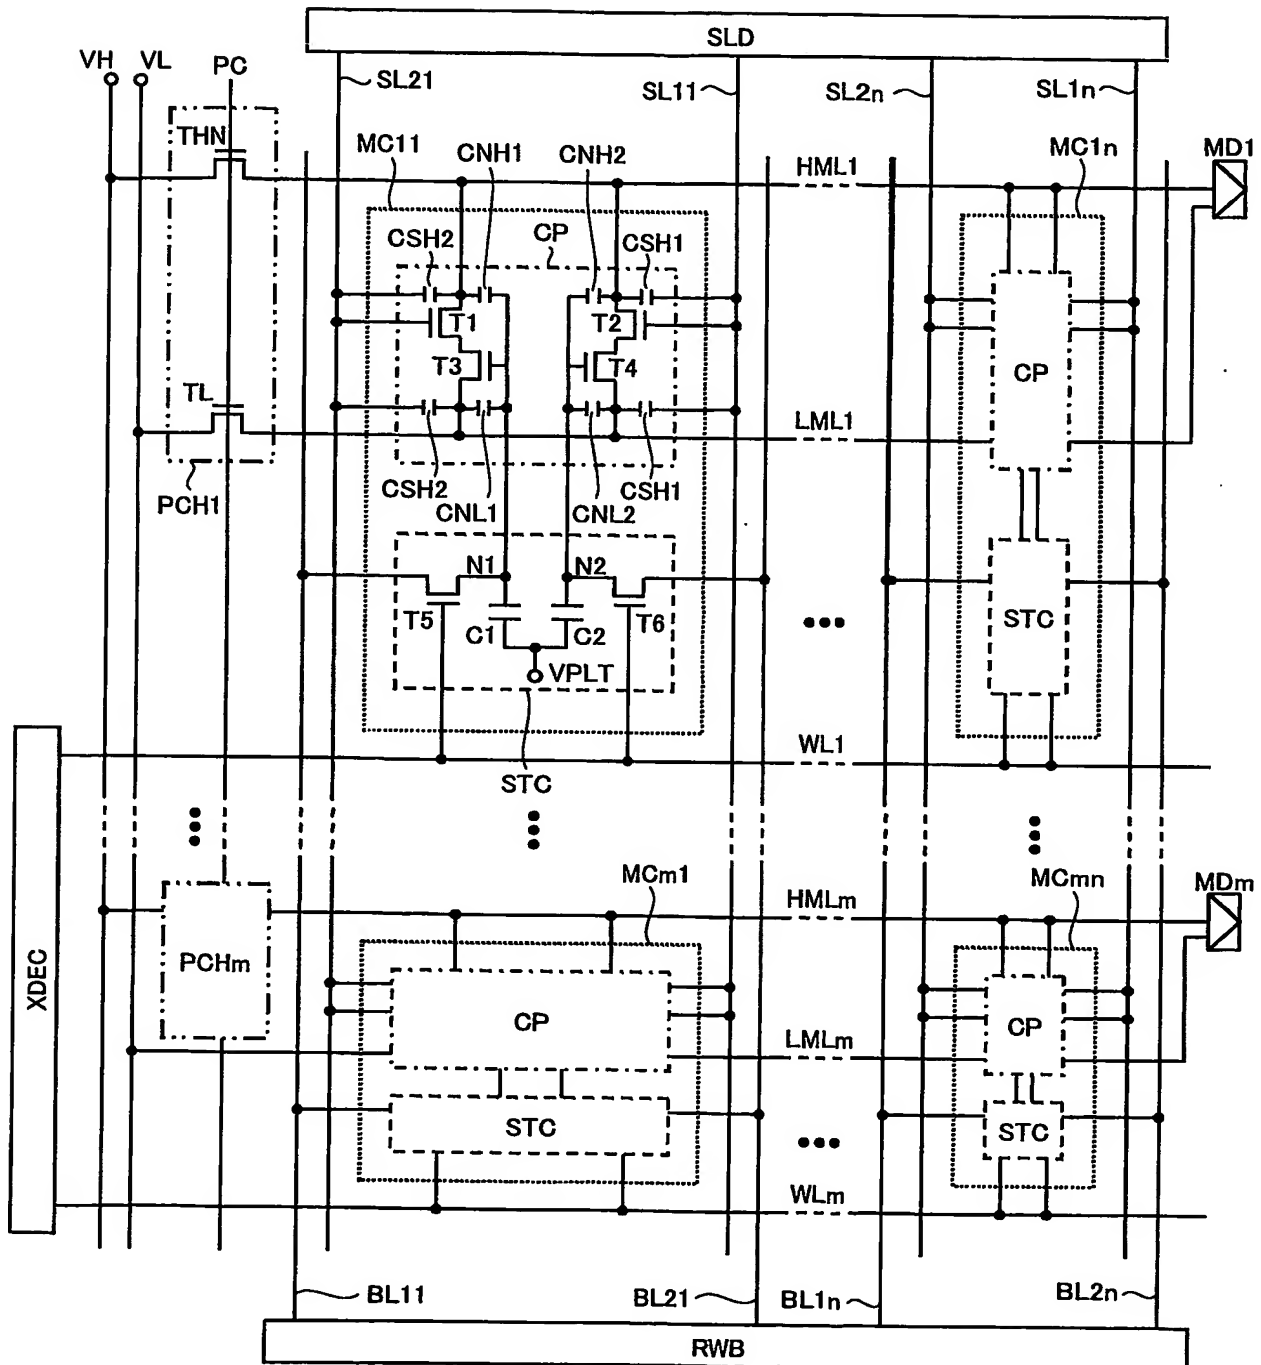 SLD
VH
VL
PC
SL21
SL11
SL2n
SL1n
THN
MC11
CNH1
CNH2
HML1
MC1n
MD1
CSH2
CP
CSH1
T1
T2
T3
T4
CP
TL
LML1
PCH1
CSH2
CNL1
CNL2
CSH1
N1
N2
T5
C1
C2
T6
•••
STC
VPLT
WL1
STC
MCm1
HMLm
MCmn
MDm
XDEC
PCHm
CP
CP
LMLm
STC
STC
•••
WLm
BL11
BL21
BL1n
BL2n
RWB